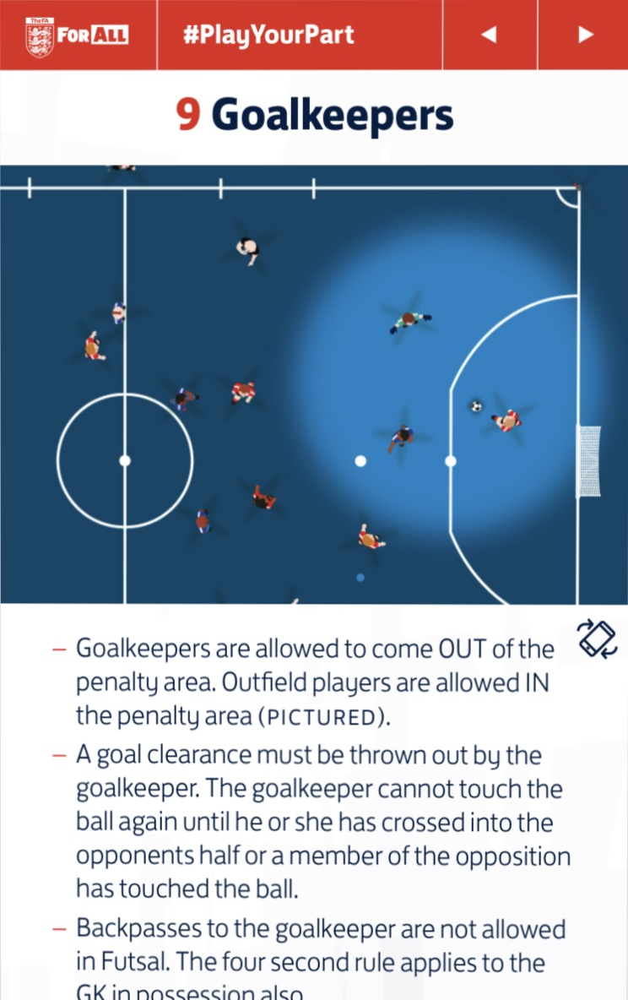 The FA
FOR ALL
#PlayYourPart
9 Goalkeepers
– Goalkeepers are allowed to come OUT of the
penalty area. Outfield players are allowed IN
the penalty area (PICTURED).
– A goal clearance must be thrown out by the
goalkeeper. The goalkeeper cannot touch the
ball again until he or she has crossed into the
opponents half or a member of the opposition
has touched the ball.
– Backpasses to the goalkeeper are not allowed
in Futsal. The four second rule applies to the
GK in possession also.